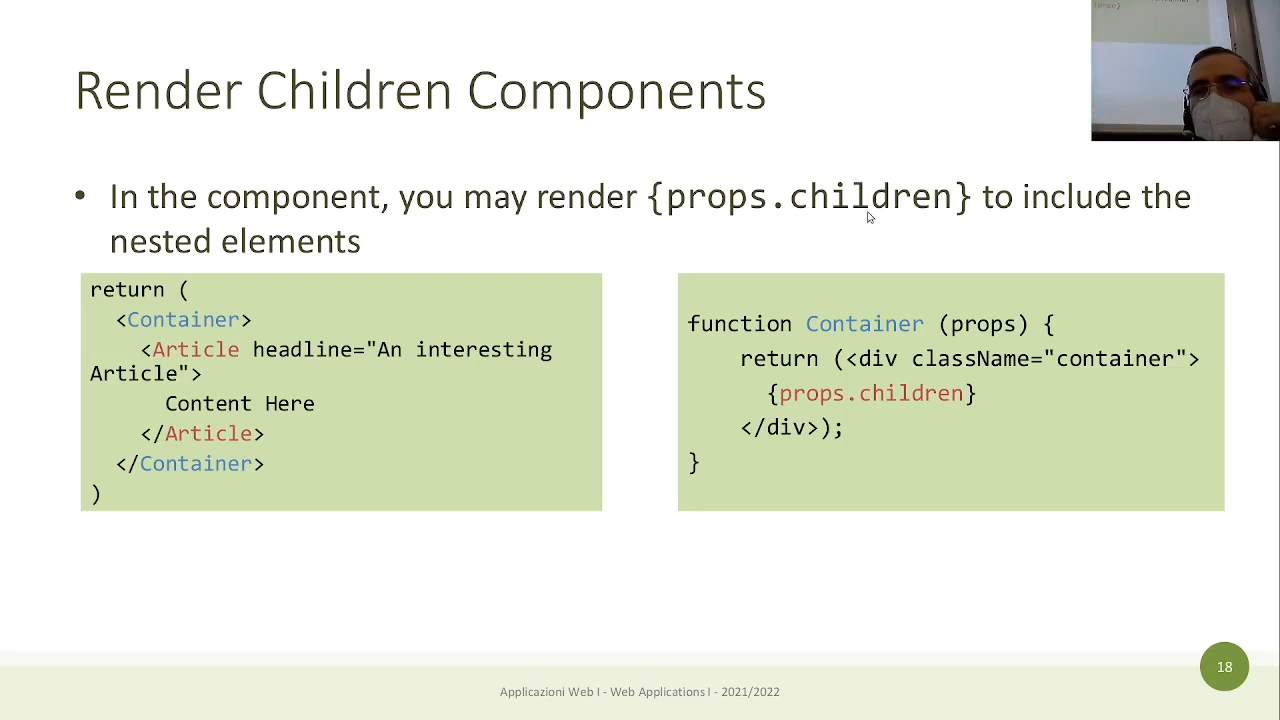 Render Children Components
• In the component, you may render {props.children} to include the
nested elements
return (
<Container>
<Article headline="An interesting
Article">
Content Here
</Article>
</Container>
)
function Container (props) {
return (<div className="container">
{props.children}
</div>);
}
18
Applicazioni Web I - Web Applications I - 2021/2022